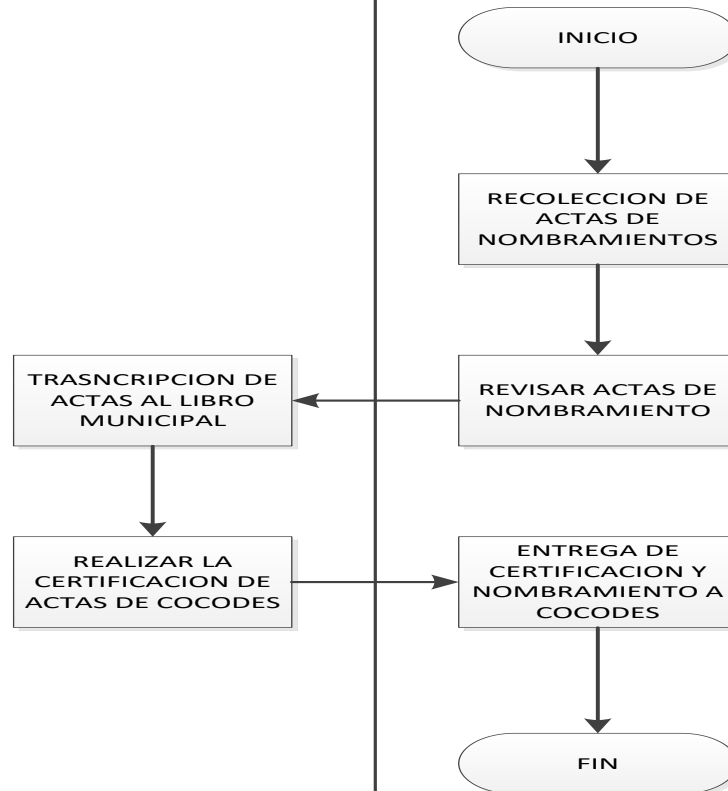 INICIO
RECOLECCION DE
ACTAS DE
NOMBRAMIENTOS
REVISAR ACTAS DE
NOMBRAMIENTO
TRASNCRIPCION DE
ACTAS AL LIBRO
MUNICIPAL
REALIZAR LA
CERTIFICACION DE
ACTAS DE COCODES
ENTREGA DE
CERTIFICACION Y
NOMBRAMIENTO A
COCODES
FIN